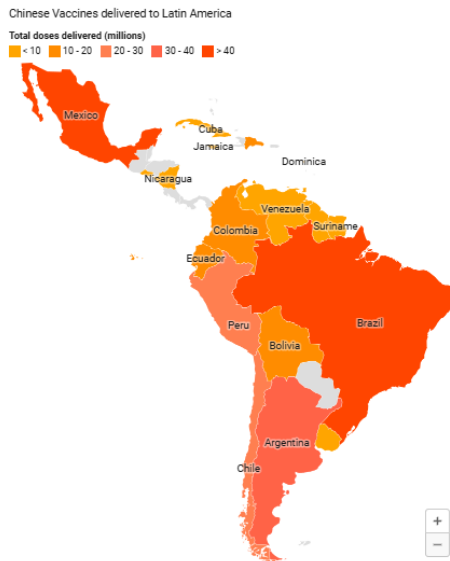 Chinese Vaccines delivered to Latin America
Total doses delivered (millions)
< 10 10 - 20 20 - 30 30 - 40 > 40
Mexico
Cuba
Jamaica
Dominica
Nicaragua
Venezuela
Suriname
Colombia
Ecuador
Peru
Brazil
Bolivia
Argentina
Chile
+
−